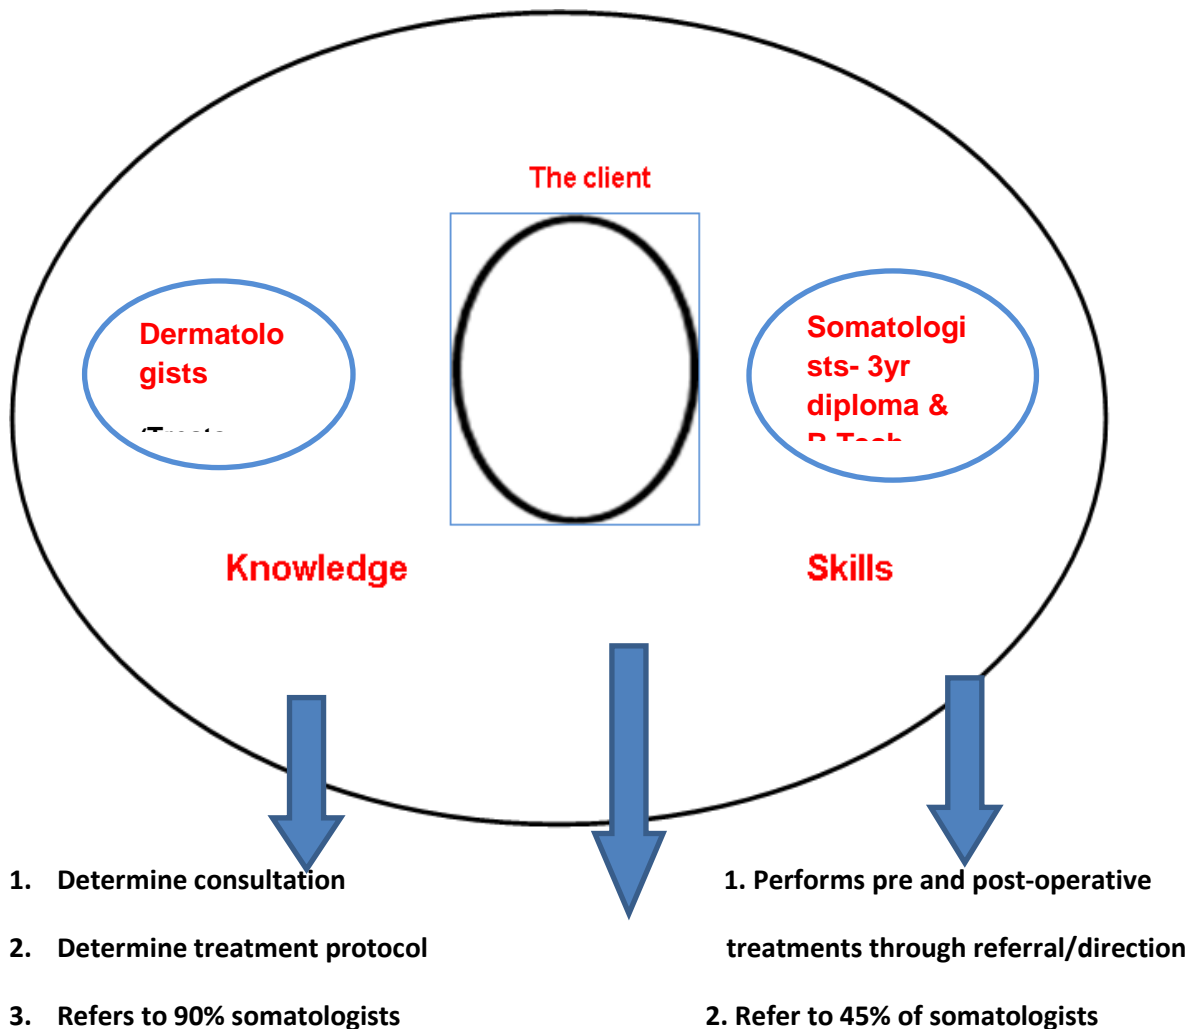 The client
Dermatolo
gists
Somatologi
sts- 3yr
diploma &
Knowledge
Skills
1. Determine consultation
2. Determine treatment protocol
3. Refers to 90% somatologists
1. Performs pre and post-operative
treatments through referral/direction
2. Refer to 45% of somatologists